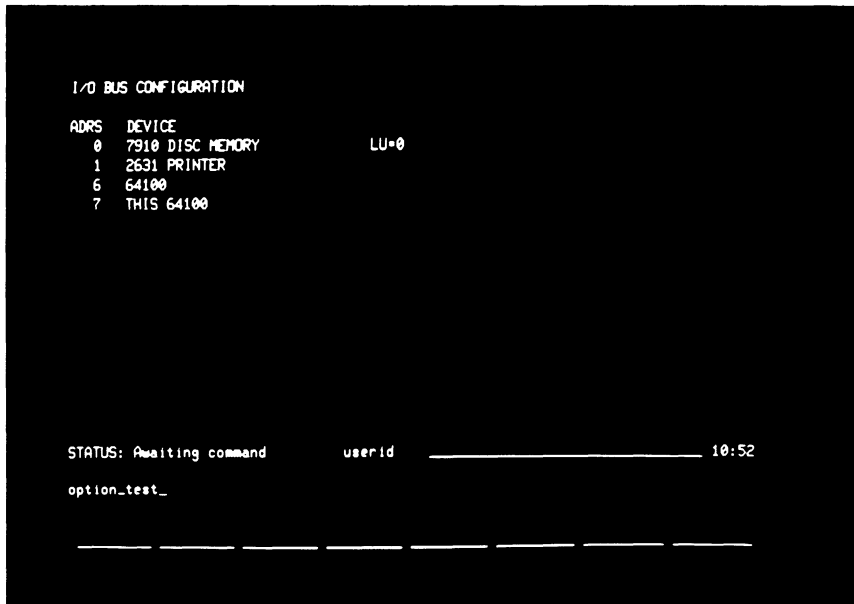 I/O BUS CONFIGURATION
ADRS DEVICE
0 7910 DISC MEMORY LU=0
1 2631 PRINTER
6 64100
7 THIS 64100
STATUS: Awaiting command userid 10:52
option_test_